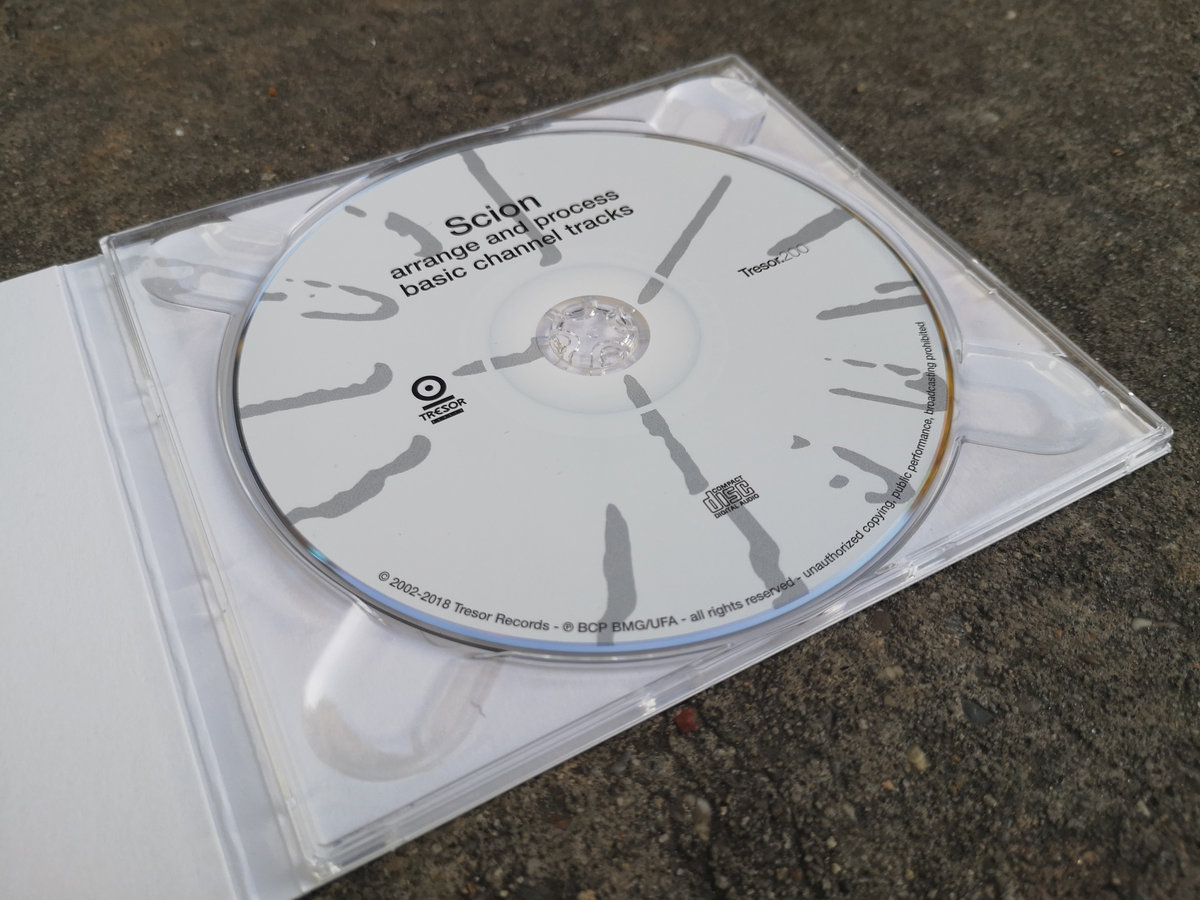 Scion
arrange and process
basic channel tracks
Tresor.200
TRESOR
COMPACT
disc
DIGITAL AUDIO
© 2002-2018 Tresor Records - ℗ BCP BMG/UFA - all rights reserved - unauthorized copying, public performance, broadcasting prohibited